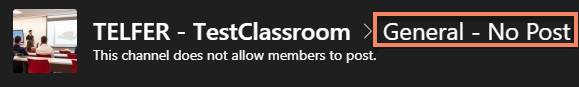 TELFER - TestClassroom > General - No Post
This channel does not allow members to post.